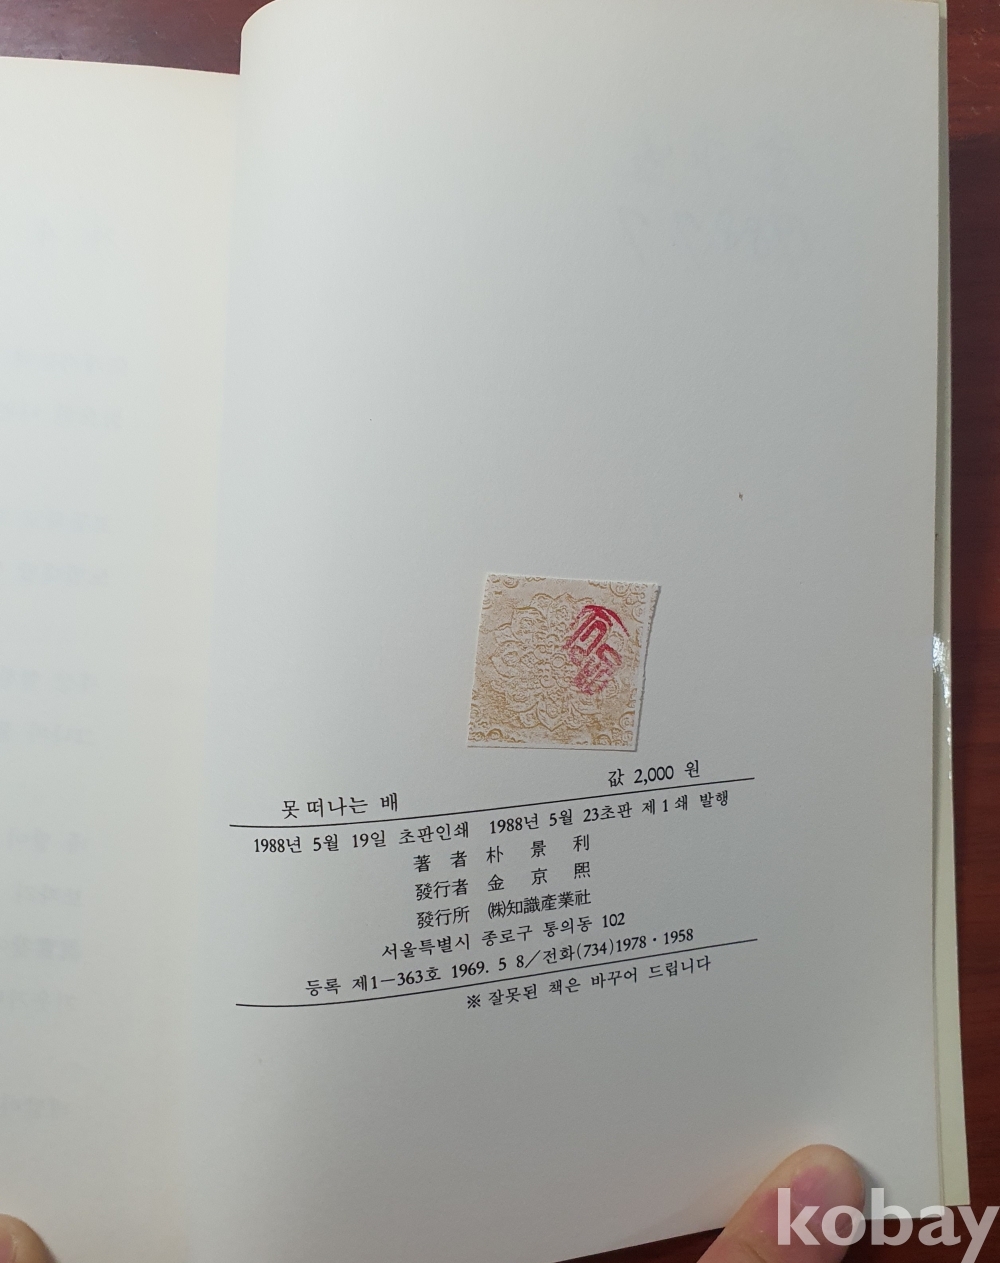 값 2,000 원
못 떠나는 배
1988년 5월 19일 초판인쇄 1988년 5월 23초판 제1쇄 발행
著 者 朴 景 利
發行者 金 京 熙
發行所 ㈱知識產業社
서울특별시 종로구 통의동 102
등록 제1-363호 1969. 5 8/전화(734)1978·1958
※ 잘못된 책은 바꾸어 드립니다
kobay